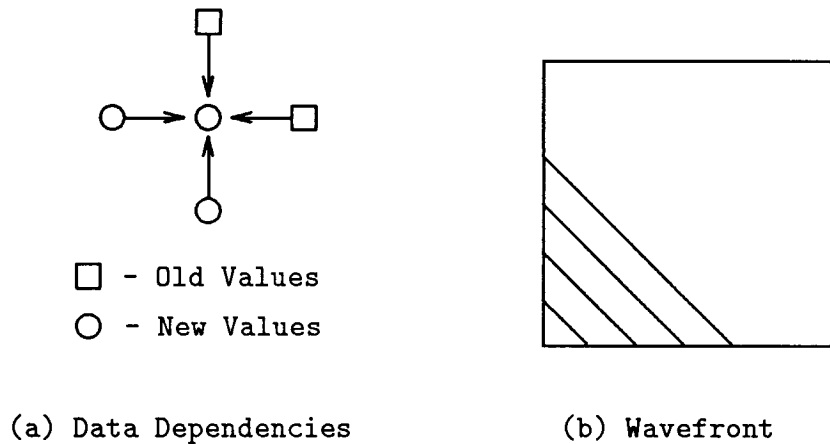 - Old Values
- New Values
(a) Data Dependencies
(b) Wavefront